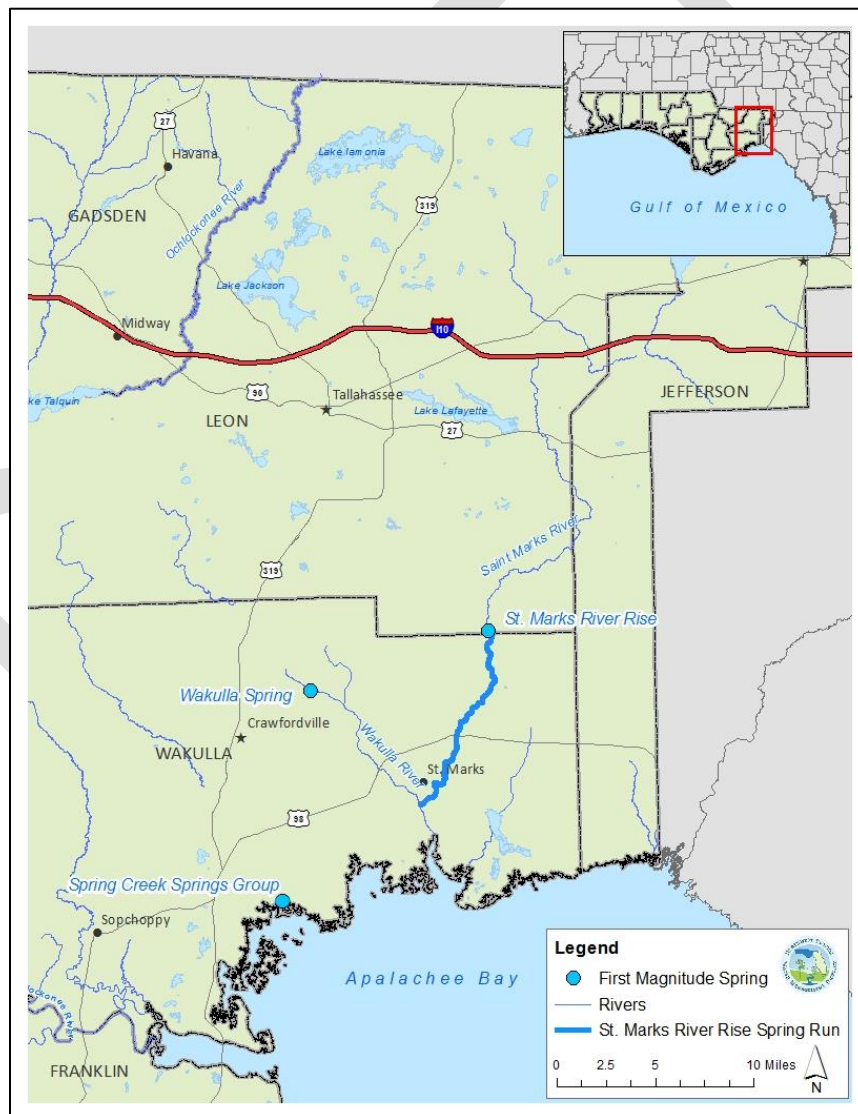 Gulf of Mexico
27
Havana
Lake Iamonia
GADSDEN
Ochlockonee River
319
Lake Jackson
I10
Midway
ke Talquin
90
Tallahassee
JEFFERSON
LEON
Lake Lafayette
27
Saint Marks River
319
St. Marks River Rise
Wakulla Spring
Crawfordville
WAKULLA
Wakulla River
St. Marks
98
Spring Creek Springs Group
Sopchoppy
Apalachee Bay
lockonee River
FRANKLIN
Legend
First Magnitude Spring
Rivers
St. Marks River Rise Spring Run
0 2.5 5 10 Miles
N